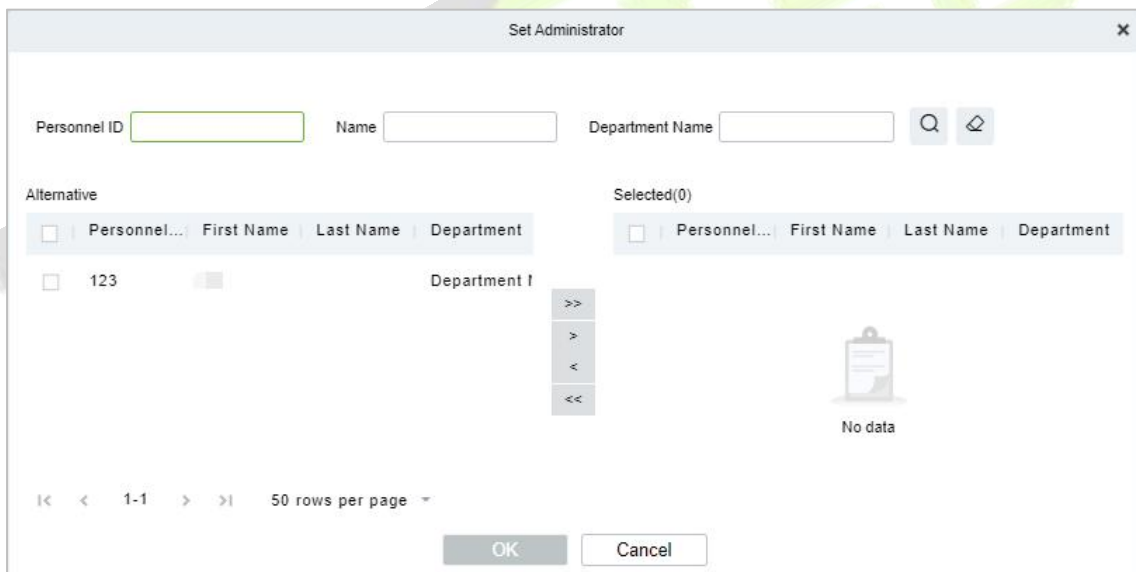 Set Administrator
Personnel ID Name Department Name
Alternative Selected(0)
Personnel... First Name Last Name Department Personnel... First Name Last Name Department
123 Department
>>
>
<
<<
No data
1-1 50 rows per page
OK Cancel